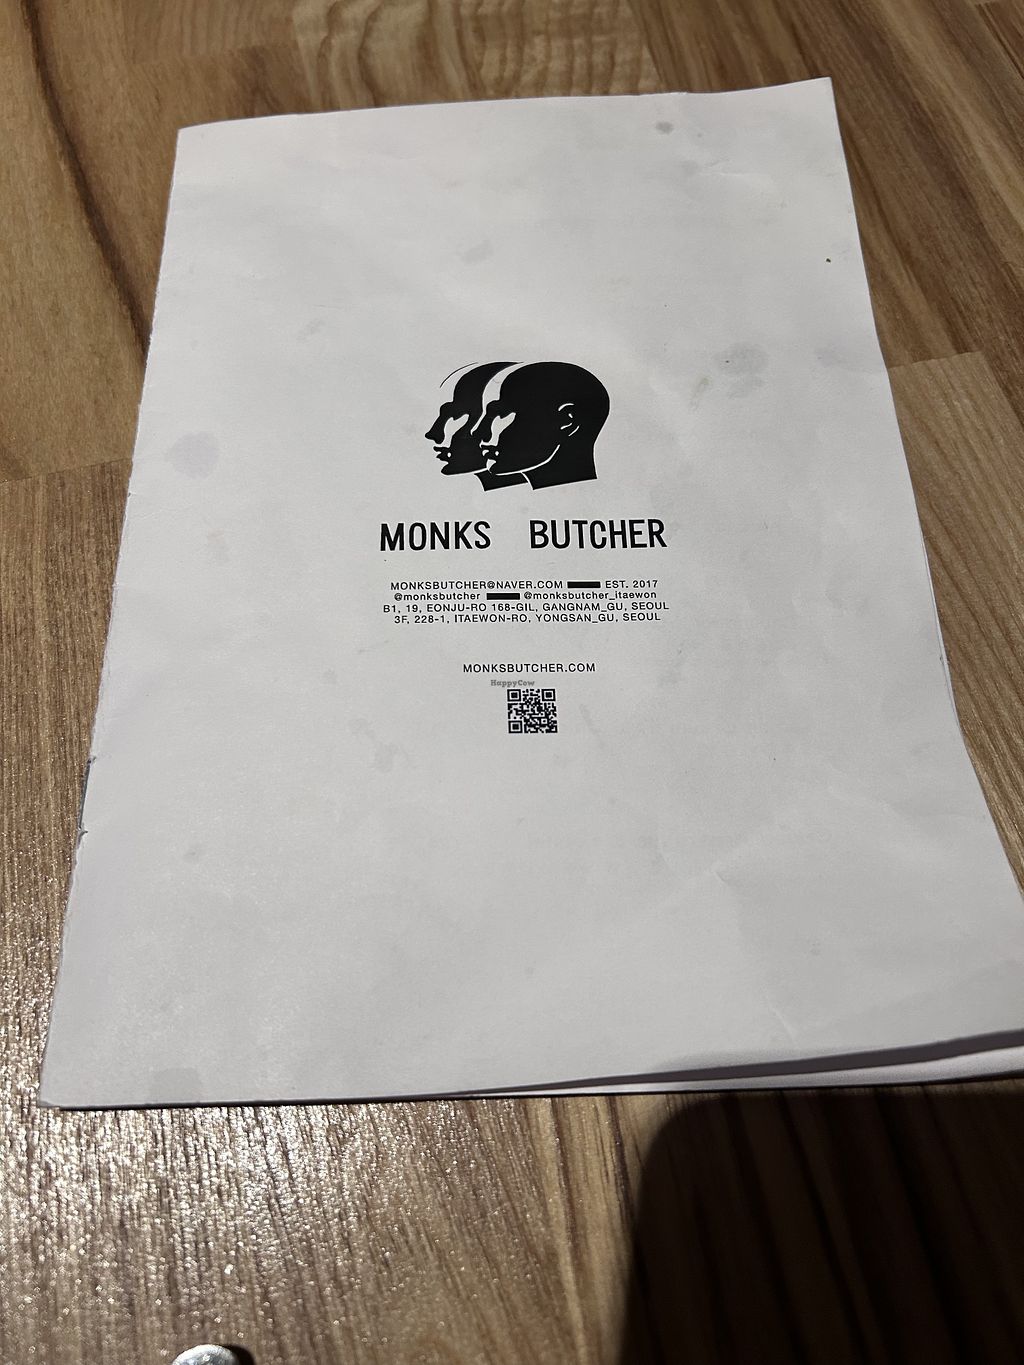 MONKS BUTCHER
MONKSBUTCHER@NAVER.COM EST. 2017
@monksbutcher @monksbutcher_itaewon
B1, 19, EONJU-RO 168-GIL, GANGNAM_GU, SEOUL
3F, 228-1, ITAEWON-RO, YONGSAN_GU, SEOUL
MONKSBUTCHER.COM
HappyCow